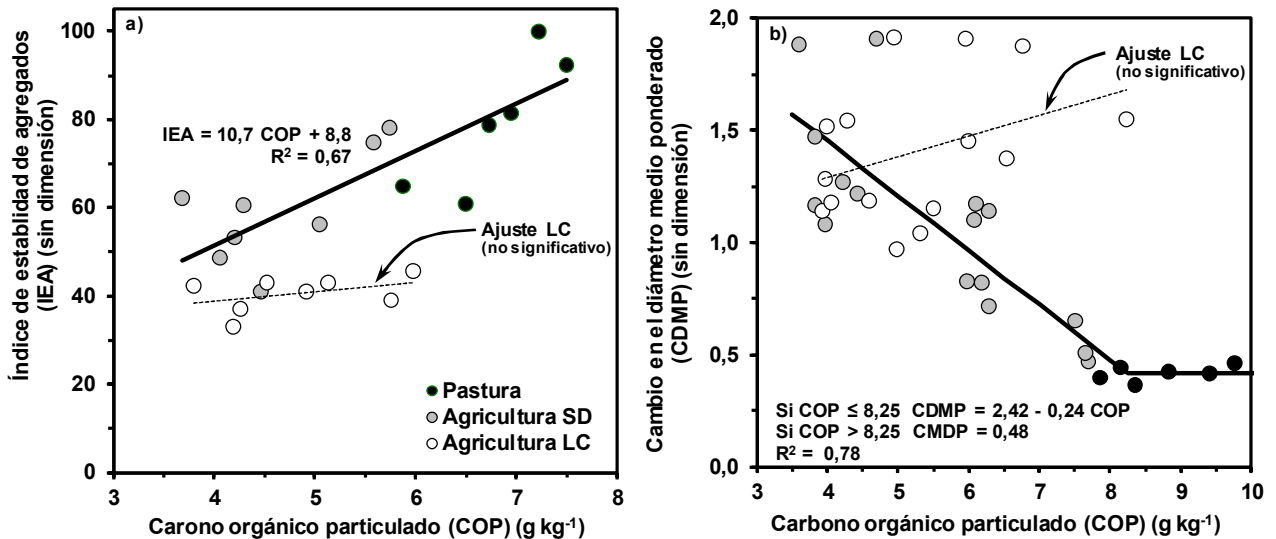 a)
Índice de establidad de agregados
(IEA) (sin dimensión)
100
80
60
40
20
0
IEA = 10,7 COP + 8,8
R² = 0,67
Ajuste LC
(no significativo)
Pastura
Agricultura SD
Agricultura LC
3 4 5 6 7 8
Carono orgánico particulado (COP) (g kg⁻¹)
b)
Cambio en el diámetro medio ponderado
(CDMP) (sin dimensión)
2,0
1,5
1,0
0,5
0,0
Ajuste LC
(no significativo)
Si COP ≤ 8,25 CDMP = 2,42 - 0,24 COP
Si COP > 8,25 CMDP = 0,48
R² = 0,78
3 4 5 6 7 8 9 10
Carbono orgánico particulado (COP) (g kg⁻¹)